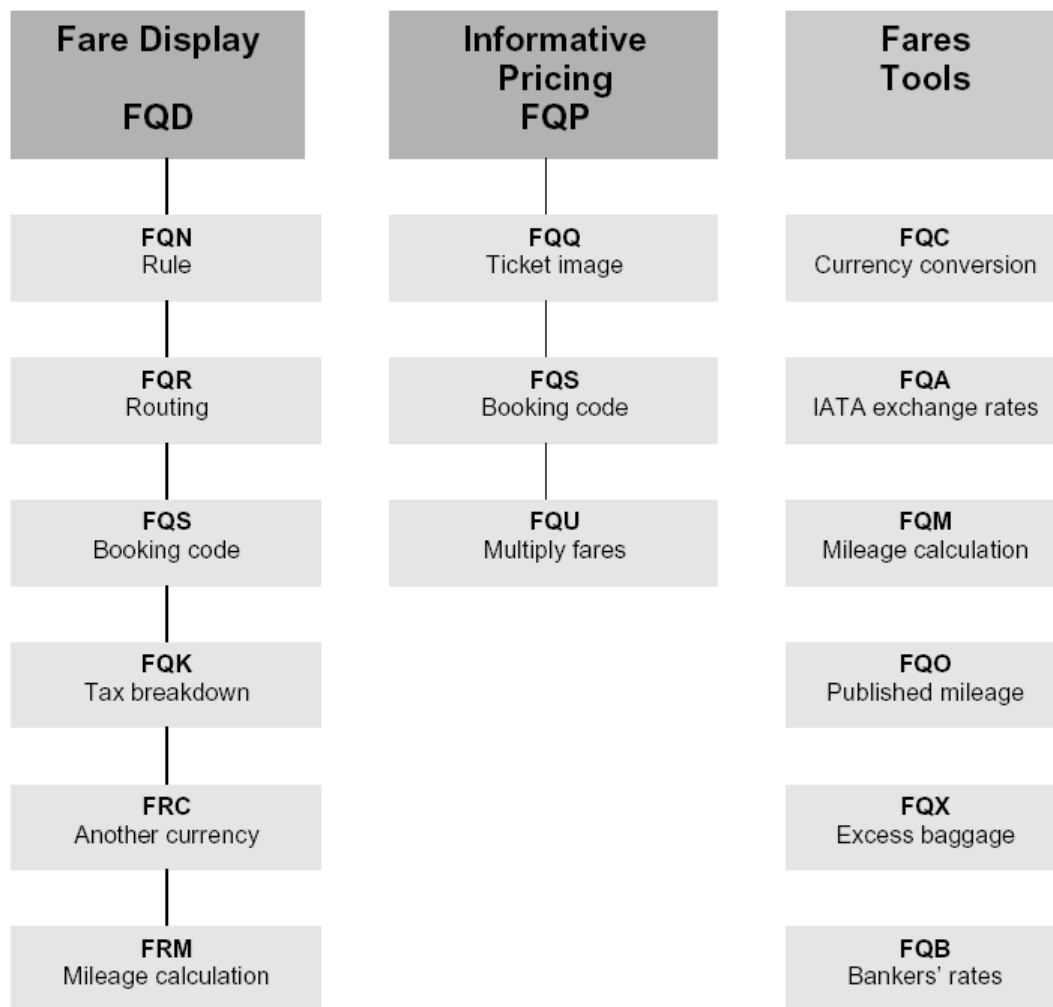 Fare Display
FQD
FQN
Rule
FQR
Routing
FQS
Booking code
FQK
Tax breakdown
FRC
Another currency
FRM
Mileage calculation
Informative
Pricing
FQP
FQQ
Ticket image
FQS
Booking code
FQU
Multiply fares
Fares
Tools
FQC
Currency conversion
FQA
IATA exchange rates
FQM
Mileage calculation
FQO
Published mileage
FQX
Excess baggage
FQB
Bankers' rates